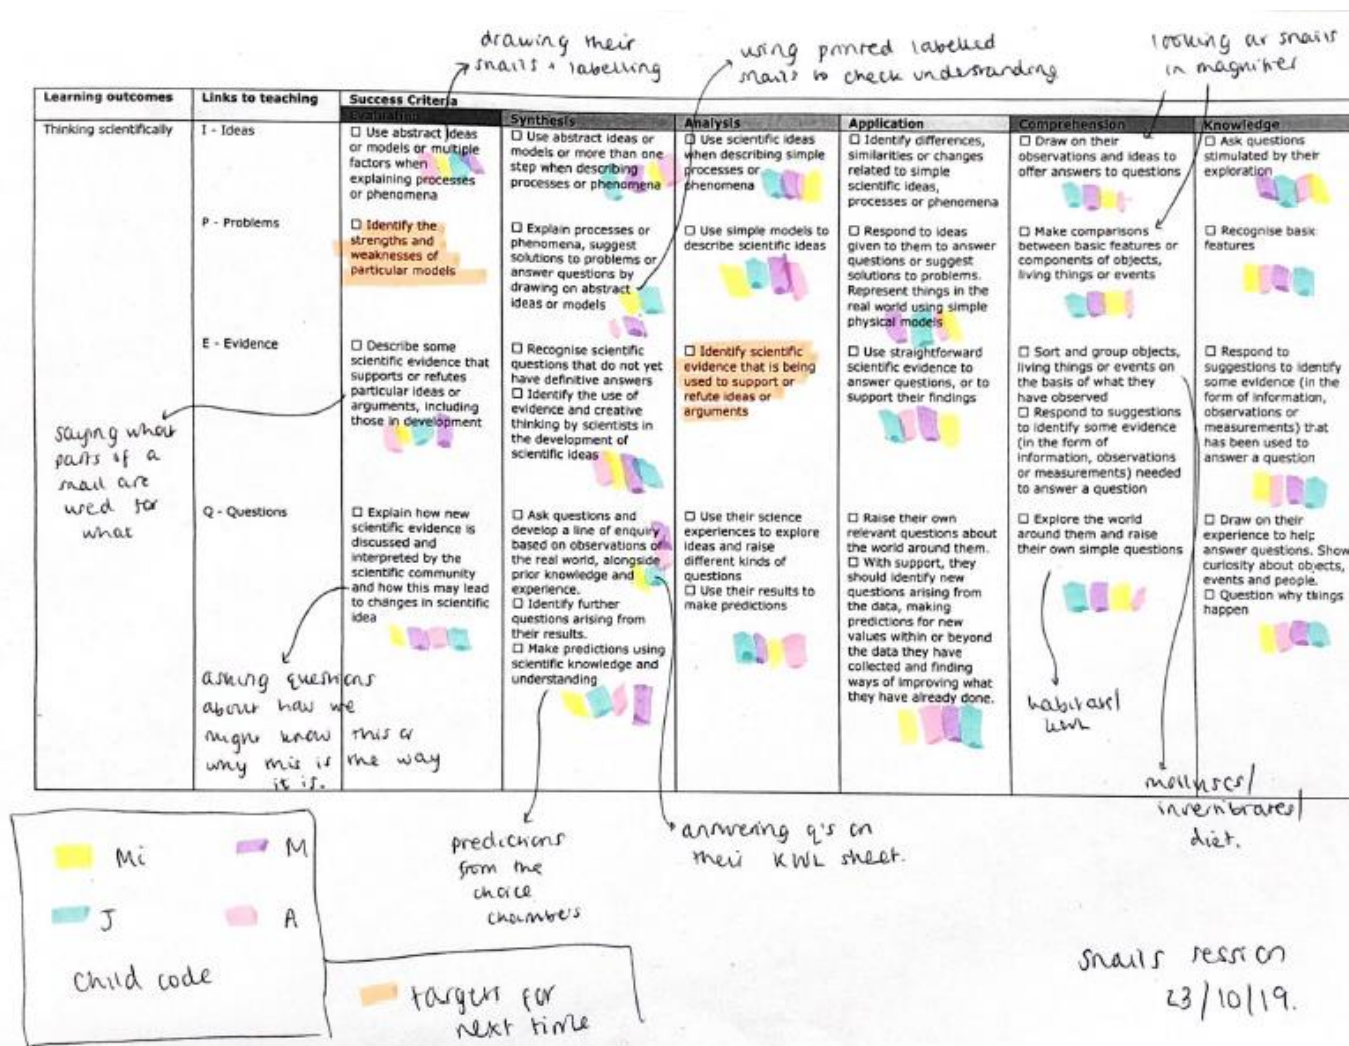 drawing their
snails + labelling
using printed labelled
snails to check understanding
looking at snails
in magnifier
Learning outcomes
Links to teaching
Success Criteria
Evaluation
Synthesis
Analysis
Application
Comprehension
Knowledge
Thinking scientifically
I - Ideas
☐ Use abstract ideas
or models or multiple
factors when
explaining processes
or phenomena
☐ Use abstract ideas or
models or more than one
step when describing
processes or phenomena
☐ Use scientific ideas
when describing simple
processes or
phenomena
☐ Identify differences,
similarities or changes
related to simple
scientific ideas,
processes or phenomena
☐ Draw on their
observations and ideas to
offer answers to questions
☐ Ask questions
stimulated by their
exploration
P - Problems
☐ Identify the
strengths and
weaknesses of
particular models
☐ Explain processes or
phenomena, suggest
solutions to problems or
answer questions by
drawing on abstract
ideas or models
☐ Use simple models to
describe scientific ideas
☐ Respond to ideas
given to them to answer
questions or suggest
solutions to problems.
Represent things in the
real world using simple
physical models
☐ Make comparisons
between basic features or
components of objects,
living things or events
☐ Recognise basic
features
E - Evidence
☐ Describe some
scientific evidence that
supports or refutes
particular ideas or
arguments, including
those in development
☐ Recognise scientific
questions that do not yet
have definitive answers
☐ Identify the use of
evidence and creative
thinking by scientists in
the development of
scientific ideas
☐ Identify scientific
evidence that is being
used to support or
refute ideas or
arguments
☐ Use straightforward
scientific evidence to
answer questions, or to
support their findings
☐ Sort and group objects,
living things or events on
the basis of what they
have observed
☐ Respond to suggestions
to identify some evidence
(in the form of
information, observations
or measurements) needed
to answer a question
☐ Respond to
suggestions to identify
some evidence (in the
form of information,
observations or
measurements) that
has been used to
answer a question
saying what
parts of a
snail are
used for
what
Q - Questions
☐ Explain how new
scientific evidence is
discussed and
interpreted by the
scientific community
and how this may lead
to changes in scientific
idea
☐ Ask questions and
develop a line of enquiry
based on observations of
the real world, alongside
prior knowledge and
experience.
☐ Identify further
questions arising from
their results.
☐ Make predictions using
scientific knowledge and
understanding
☐ Use their science
experiences to explore
ideas and raise
different kinds of
questions
☐ Use their results to
make predictions
☐ Raise their own
relevant questions about
the world around them.
☐ With support, they
should identify new
questions arising from
the data, making
predictions for new
values within or beyond
the data they have
collected and finding
ways of improving what
they have already done.
☐ Explore the world
around them and raise
their own simple questions
☐ Draw on their
experience to help
answer questions. Show
curiosity about objects,
events and people.
☐ Question why things
happen
asking questions
about how we
might know this or
why this is the way
it is.
habitats/
KWL
molluscs/
invertibrates/
diet.
predictions
from the
choice
chambers
answering q's on
their KWL sheet.
Mi
M
J
A
Child code
targets for
next time
snails session
23/10/19.